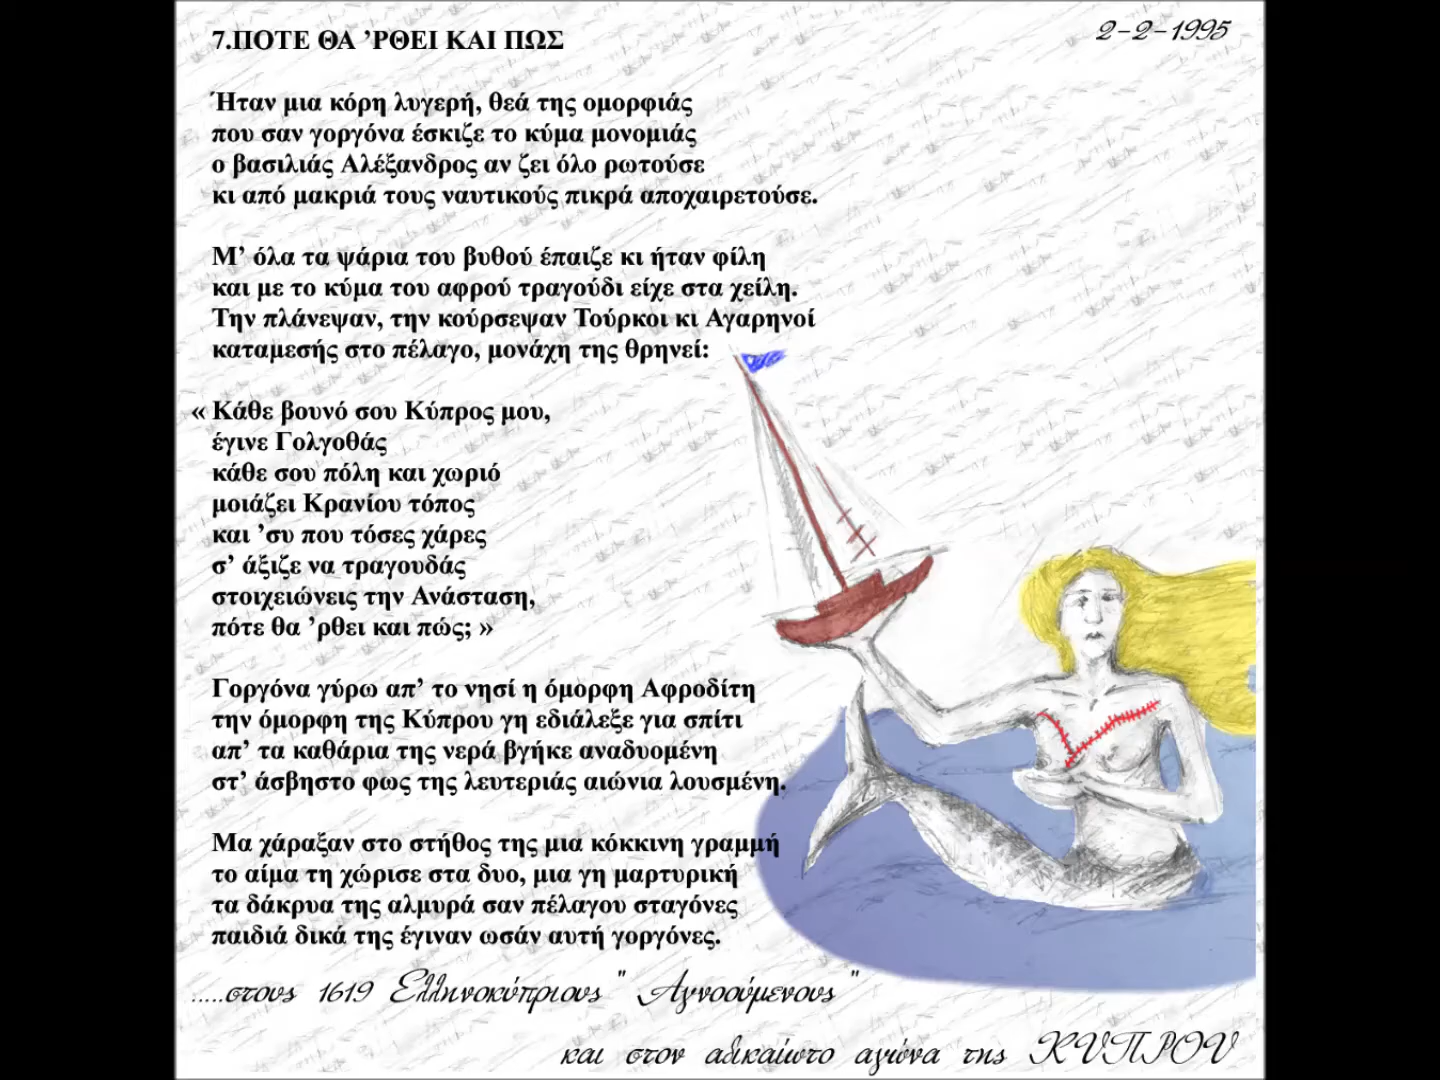 7.ΠΟΤΕ ΘΑ ’ΡΘΕΙ ΚΑΙ ΠΩΣ
2-2-1995
Ήταν μια κόρη λυγερή, θεά της ομορφιάς
που σαν γοργόνα έσκιζε το κύμα μονομιάς
ο βασιλιάς Αλέξανδρος αν ζει όλο ρωτούσε
κι από μακριά τους ναυτικούς πικρά αποχαιρετούσε.
Μ’ όλα τα ψάρια του βυθού έπαιζε κι ήταν φίλη
και με το κύμα του αφρού τραγούδι είχε στα χείλη.
Την πλάνεψαν, την κούρσεψαν Τούρκοι κι Αγαρηνοί
καταμεσής στο πέλαγο, μονάχη της θρηνεί:
« Κάθε βουνό σου Κύπρος μου,
έγινε Γολγοθάς
κάθε σου πόλη και χωριό
μοιάζει Κρανίου τόπος
και ’συ που τόσες χάρες
σ’ άξιζε να τραγουδάς
στοιχειώνεις την Ανάσταση,
πότε θα ’ρθει και πώς; »
Γοργόνα γύρω απ’ το νησί η όμορφη Αφροδίτη
την όμορφη της Κύπρου γη εδιάλεξε για σπίτι
απ’ τα καθάρια της νερά βγήκε αναδυομένη
στ’ άσβηστο φως της λευτεριάς αιώνια λουσμένη.
Μα χάραξαν στο στήθος της μια κόκκινη γραμμή
το αίμα τη χώρισε στα δυο, μια γη μαρτυρική
τα δάκρυα της αλμυρά σαν πέλαγου σταγόνες
παιδιά δικά της έγιναν ωσάν αυτή γοργόνες.
.....στους 1619 Ελληνοκύπριους " Αγνοούμενους "
και στον αδικαίωτο αγώνα της ΚΥΠΡΟΥ